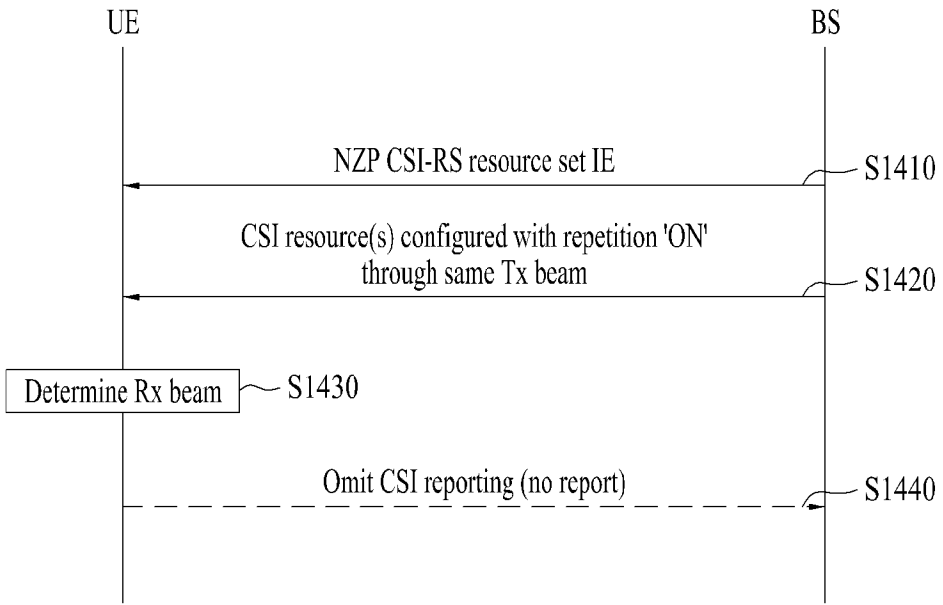 UE
BS
NZP CSI-RS resource set IE
S1410
CSI resource(s) configured with repetition 'ON'
through same Tx beam
S1420
Determine Rx beam
S1430
Omit CSI reporting (no report)
S1440